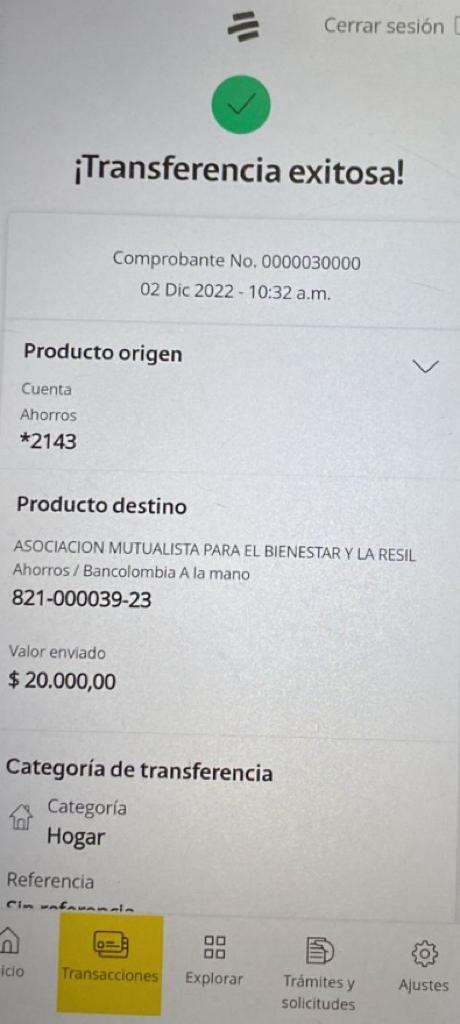 Cerrar sesión
¡Transferencia exitosa!
Comprobante No. 0000030000
02 Dic 2022 - 10:32 a.m.
Producto origen
Cuenta
Ahorros
*2143
Producto destino
ASOCIACION MUTUALISTA PARA EL BIENESTAR Y LA RESIL
Ahorros / Bancolombia A la mano
821-000039-23
Valor enviado
$ 20.000,00
Categoría de transferencia
Categoría
Hogar
Referencia
Sin referencia
icio
Transacciones
Explorar
Trámites y
solicitudes
Ajustes